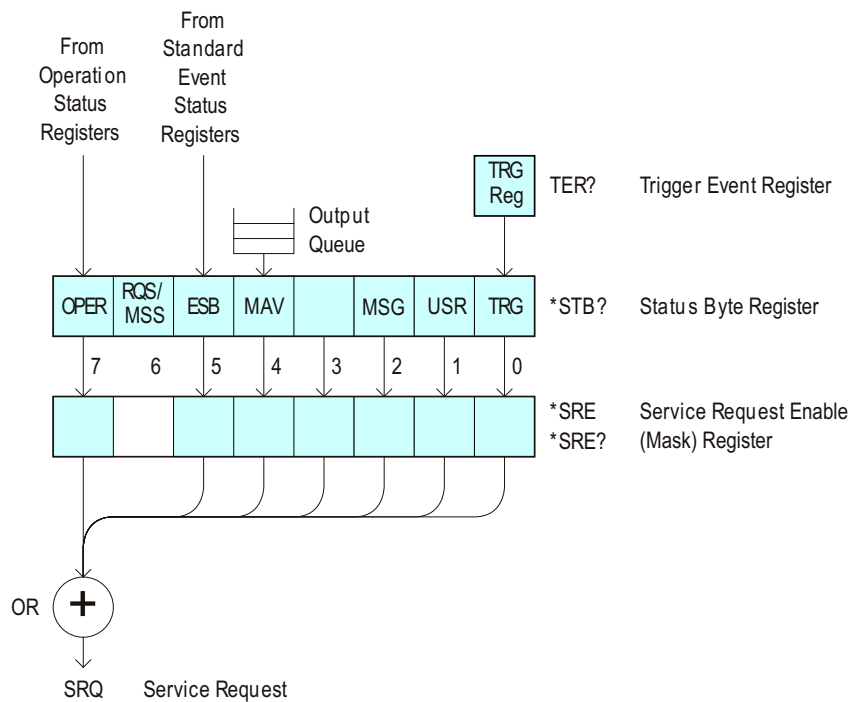 From
Operation
Status
Registers
From
Standard
Event
Status
Registers
Output
Queue
TRG
Reg
TER? Trigger Event Register
OPER RQS/ MSS ESB MAV MSG USR TRG *STB? Status Byte Register
7 6 5 4 3 2 1 0
*SRE Service Request Enable
*SRE? (Mask) Register
OR +
SRQ Service Request